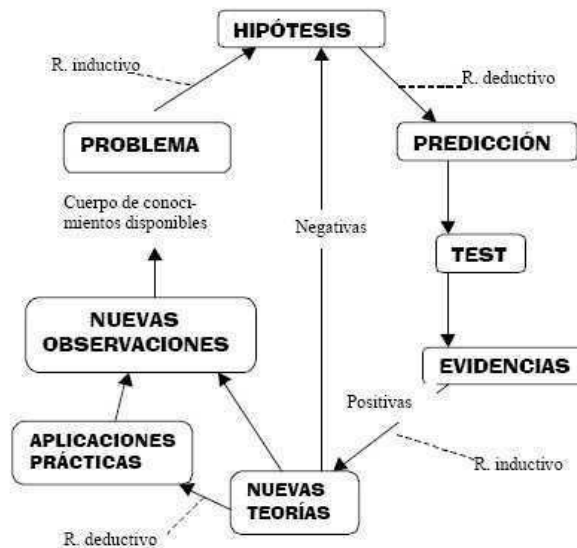 HIPÓTESIS
R. inductivo
R. deductivo
PROBLEMA
PREDICCIÓN
Cuerpo de conoci-
mientos disponibles
Negativas
TEST
NUEVAS
OBSERVACIONES
EVIDENCIAS
Positivas
APLICACIONES
PRÁCTICAS
R. inductivo
NUEVAS
TEORÍAS
R. deductivo